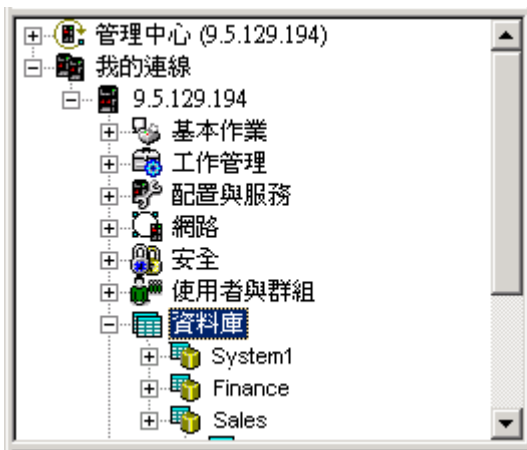 管理中心 (9.5.129.194)
我的連線
9.5.129.194
基本作業
工作管理
配置與服務
網路
安全
使用者與群組
資料庫
System1
Finance
Sales